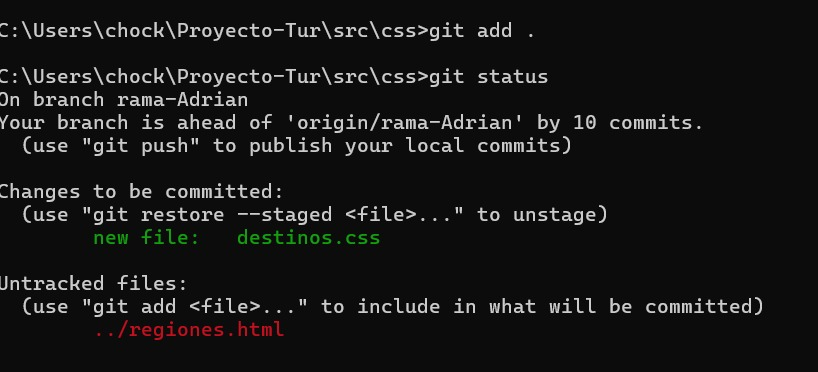 C:\Users\chock\Proyecto-Tur\src\css>git add .
C:\Users\chock\Proyecto-Tur\src\css>git status
On branch rama-Adrian
Your branch is ahead of 'origin/rama-Adrian' by 10 commits.
  (use "git push" to publish your local commits)
Changes to be committed:
  (use "git restore --staged <file>..." to unstage)
        new file:   destinos.css
Untracked files:
  (use "git add <file>..." to include in what will be committed)
        ../regiones.html